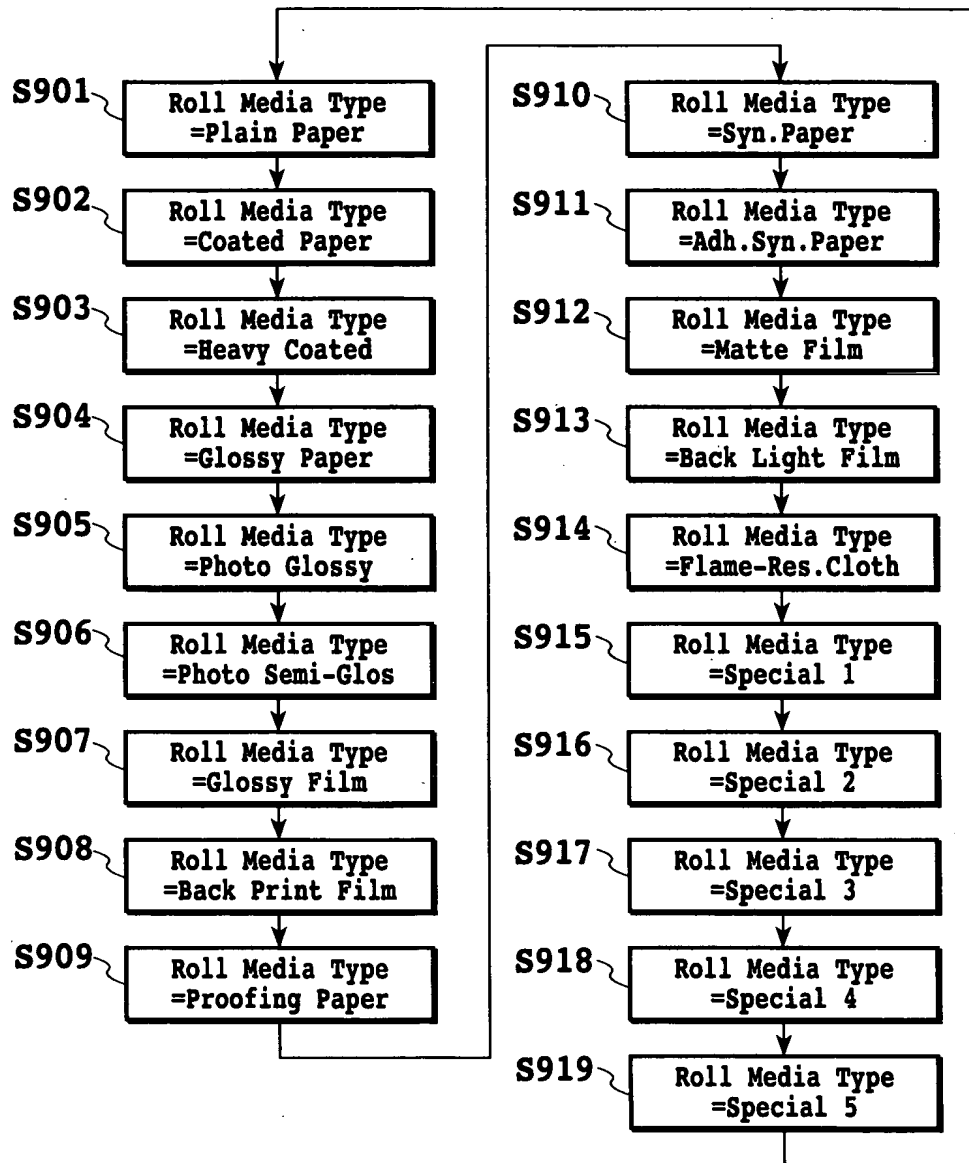 S901
Roll Media Type
=Plain Paper
S902
Roll Media Type
=Coated Paper
S903
Roll Media Type
=Heavy Coated
S904
Roll Media Type
=Glossy Paper
S905
Roll Media Type
=Photo Glossy
S906
Roll Media Type
=Photo Semi-Glos
S907
Roll Media Type
=Glossy Film
S908
Roll Media Type
=Back Print Film
S909
Roll Media Type
=Proofing Paper
S910
Roll Media Type
=Syn.Paper
S911
Roll Media Type
=Adh.Syn.Paper
S912
Roll Media Type
=Matte Film
S913
Roll Media Type
=Back Light Film
S914
Roll Media Type
=Flame-Res.Cloth
S915
Roll Media Type
=Special 1
S916
Roll Media Type
=Special 2
S917
Roll Media Type
=Special 3
S918
Roll Media Type
=Special 4
S919
Roll Media Type
=Special 5